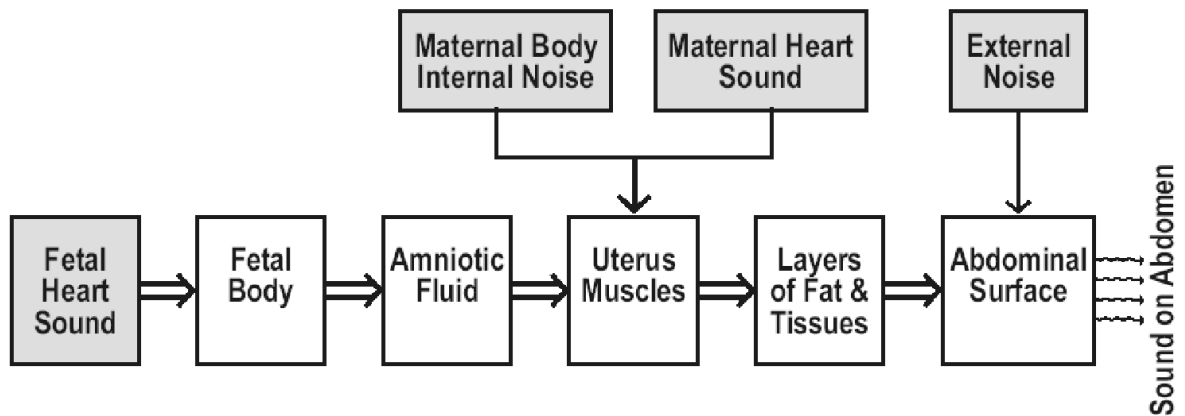 Maternal Body
Internal Noise
Maternal Heart
Sound
External
Noise
Fetal
Heart
Sound
Fetal
Body
Amniotic
Fluid
Uterus
Muscles
Layers
of Fat &
Tissues
Abdominal
Surface
Sound on Abdomen